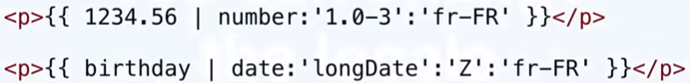 <p>{{ 1234.56 | number:'1.0-3':'fr-FR' }}</p>
<p>{{ birthday | date:'longDate':'Z':'fr-FR' }}</p>